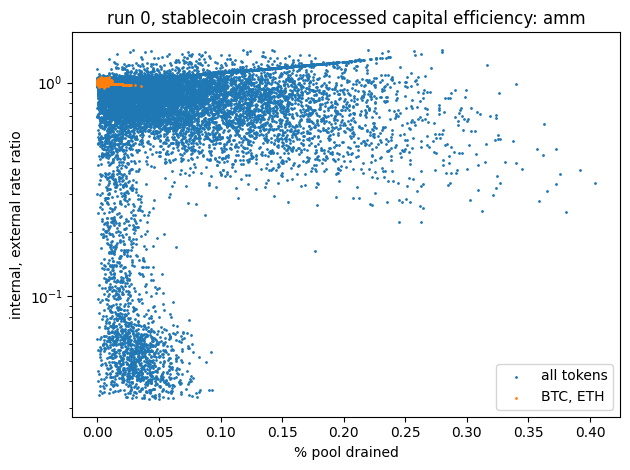 run 0, stablecoin crash processed capital efficiency: amm
internal, external rate ratio
10⁰
10⁻¹
0.00 0.05 0.10 0.15 0.20 0.25 0.30 0.35 0.40
% pool drained
all tokens
BTC, ETH